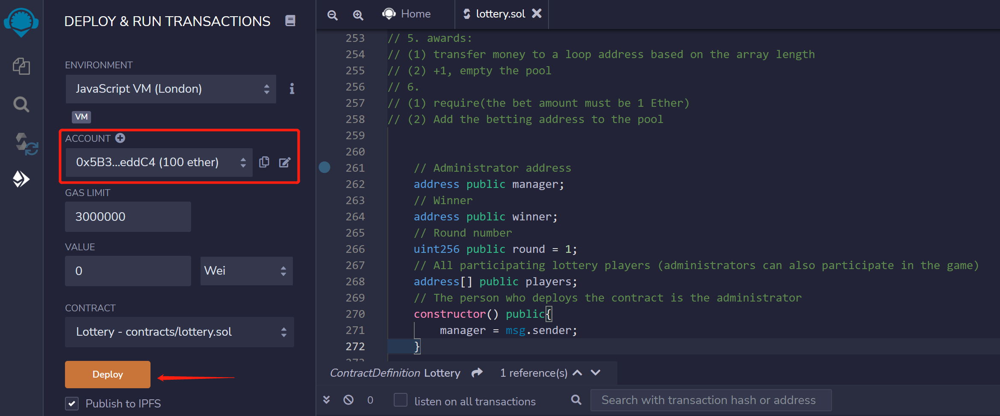 DEPLOY & RUN TRANSACTIONS
ENVIRONMENT
JavaScript VM (London)
VM
ACCOUNT
0x5B3...eddC4 (100 ether)
GAS LIMIT
3000000
VALUE
0
Wei
CONTRACT
Lottery - contracts/lottery.sol
Deploy
Publish to IPFS
Home
lottery.sol
253 // 5. awards:
254 // (1) transfer money to a loop address based on the array length
255 // (2) +1, empty the pool
256 // 6.
257 // (1) require(the bet amount must be 1 Ether)
258 // (2) Add the betting address to the pool
259
260
261 // Administrator address
262 address public manager;
263 // Winner
264 address public winner;
265 // Round number
266 uint256 public round = 1;
267 // All participating lottery players (administrators can also participate in the game)
268 address[] public players;
269 // The person who deploys the contract is the administrator
270 constructor() public{
271 manager = msg.sender;
272 }
273
ContractDefinition Lottery 1 reference(s)
0 listen on all transactions Search with transaction hash or address